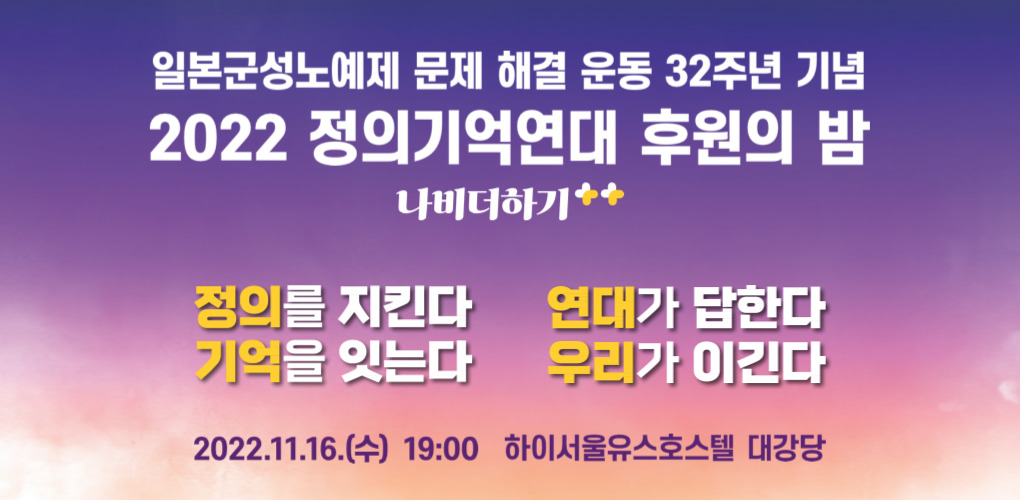 일본군성노예제 문제 해결 운동 32주년 기념
2022 정의기억연대 후원의 밤
나비더하기++
정의를 지킨다
기억을 잇는다
연대가 답한다
우리가 이긴다
2022.11.16.(수) 19:00 하이서울유스호스텔 대강당